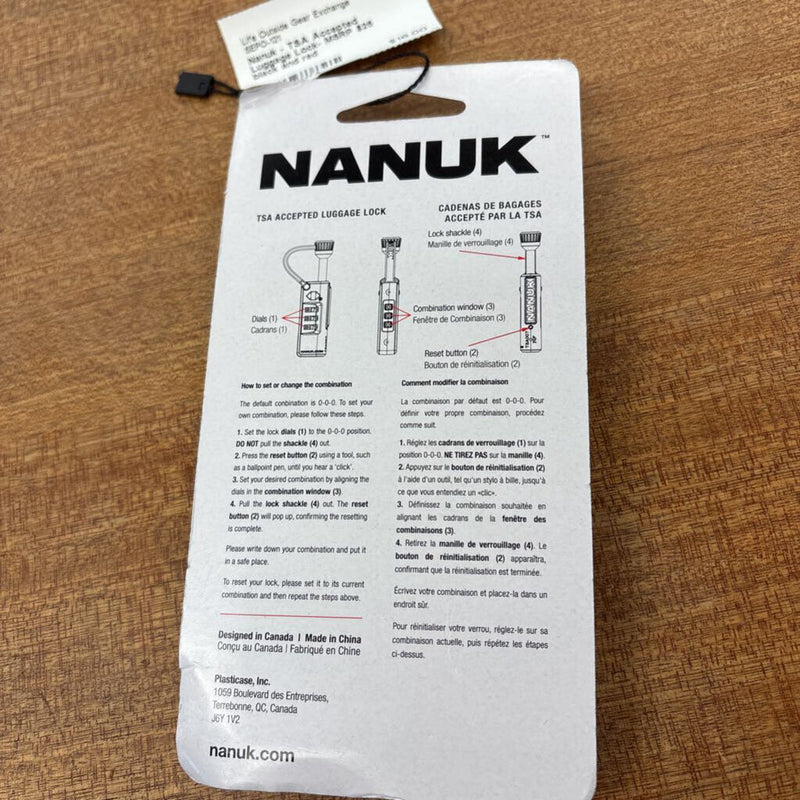 Life Outside Gear Exchange
Nanuk - TSA Accepted
Luggage Lock- MSRP $25
black and red
NANUK™
TSA ACCEPTED LUGGAGE LOCK
CADENAS DE BAGAGES
ACCEPTÉ PAR LA TSA
Lock shackle (4)
Manille de verrouillage (4)
Dials (1)
Cadrans (1)
Combination window (3)
Fenêtre de Combinaison (3)
NANUK
TSA007
Reset button (2)
Bouton de réinitialisation (2)
How to set or change the combination
The default conbination is 0-0-0. To set your
own combination, please follow these steps.
1. Set the lock dials (1) to the 0-0-0 position.
DO NOT pull the shackle (4) out.
2. Press the reset button (2) using a tool, such
as a ballpoint pen, until you hear a 'click'.
3. Set your desired combination by aligning the
dials in the combination window (3).
4. Pull the lock shackle (4) out. The reset
button (2) will pop up, confirming the resetting
is complete.
Please write down your combination and put it
in a safe place.
To reset your lock, please set it to its current
combination and then repeat the steps above.
Comment modifier la combinaison
La combinaison par défaut est 0-0-0. Pour
définir votre propre combinaison, procédez
comme suit.
1. Réglez les cadrans de verrouillage (1) sur la
position 0-0-0. NE TIREZ PAS sur la manille (4).
2. Appuyez sur le bouton de réinitialisation (2)
à l'aide d'un outil, tel qu'un stylo à bille, jusqu'à
ce que vous entendiez un «clic».
3. Définissez la combinaison souhaitée en
alignant les cadrans de la fenêtre des
combinaisons (3).
4. Retirez la manille de verrouillage (4). Le
bouton de réinitialisation (2) apparaîtra,
confirmant que la réinitialisation est terminée.
Écrivez votre combinaison et placez-la dans un
endroit sûr.
Pour réinitialiser votre verrou, réglez-le sur sa
combinaison actuelle, puis répétez les étapes
ci-dessus.
Designed in Canada | Made in China
Conçu au Canada | Fabriqué en Chine
Plasticase, Inc.
1059 Boulevard des Entreprises,
Terrebonne, QC, Canada
J6Y 1V2
nanuk.com